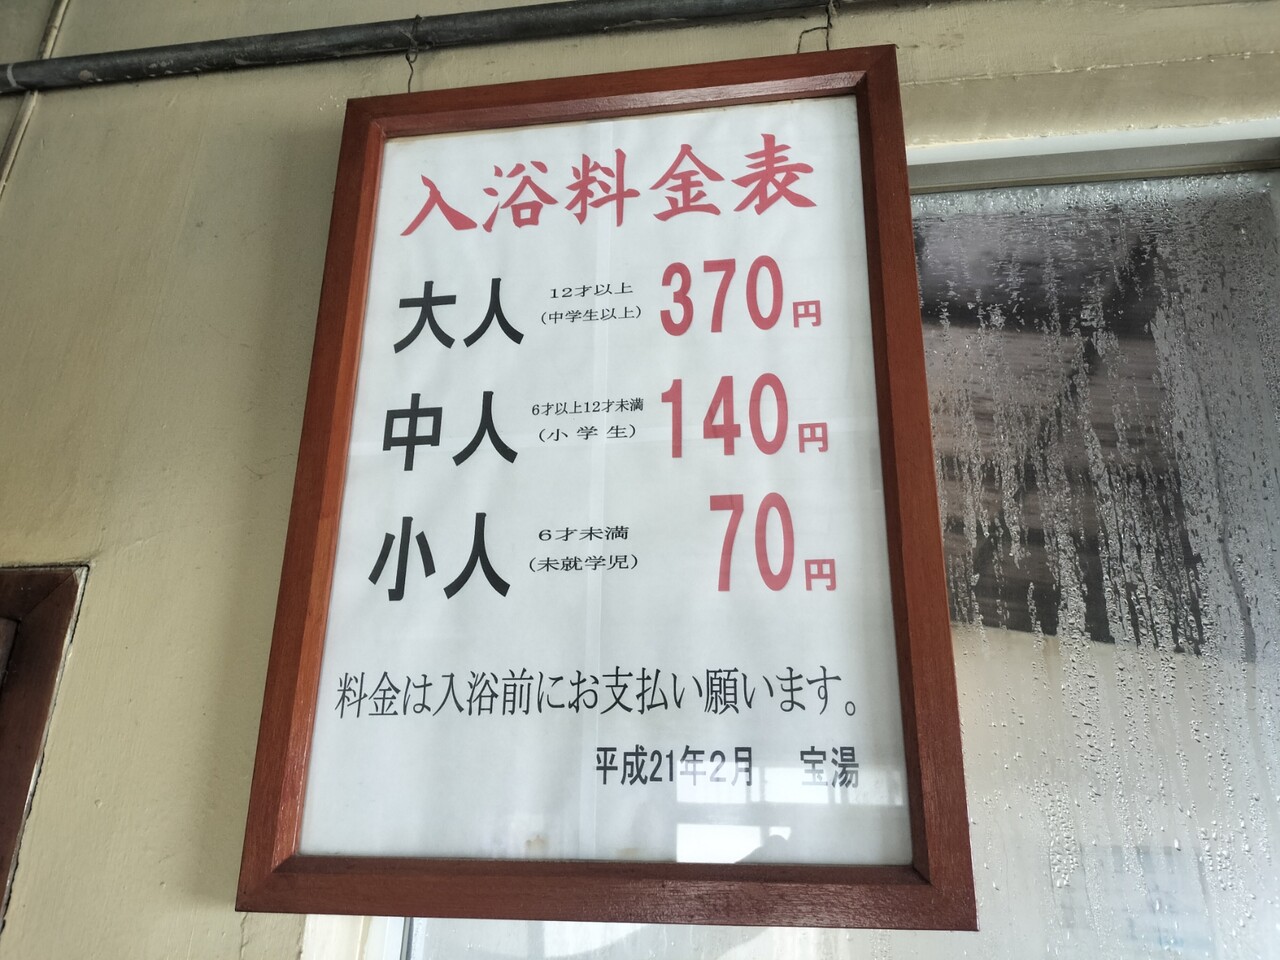 入浴料金表
大人 12才以上 (中学生以上) 370円
中人 6才以上12才未満 (小学生) 140円
小人 6才未満 (未就学児) 70円
料金は入浴前にお支払い願います。
平成21年2月 宝湯